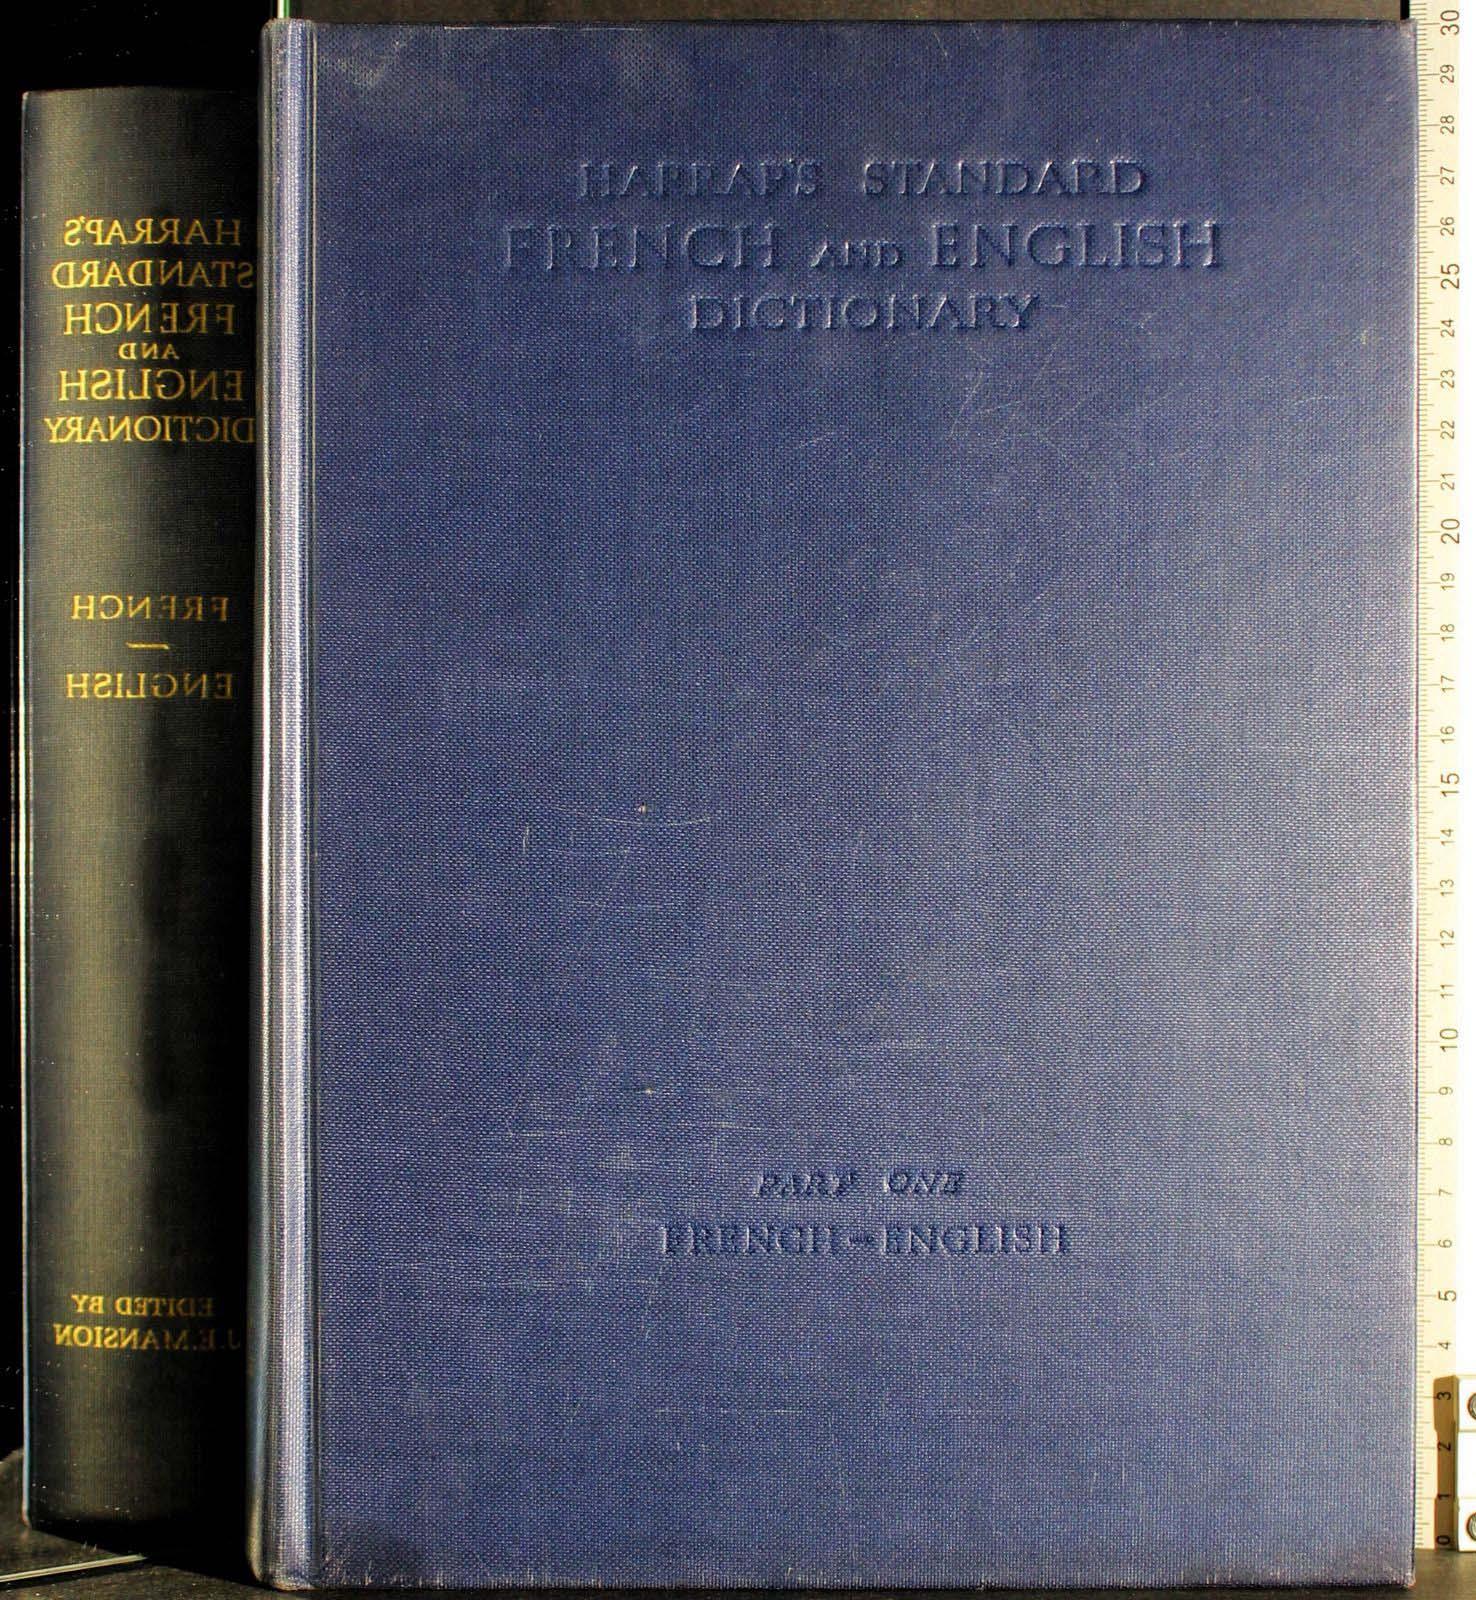 HARRAP'S STANDARD
FRENCH AND ENGLISH
DICTIONARY
PART ONE
FRENCH–ENGLISH
HARRAP'S
STANDARD
FRENCH
AND
ENGLISH
DICTIONARY
FRENCH
—
ENGLISH
EDITED BY
J.E.MANSION
30
29
28
27
26
25
24
23
22
21
20
19
18
17
16
15
14
13
12
11
10
9
8
7
6
5
4
3
2
1
0